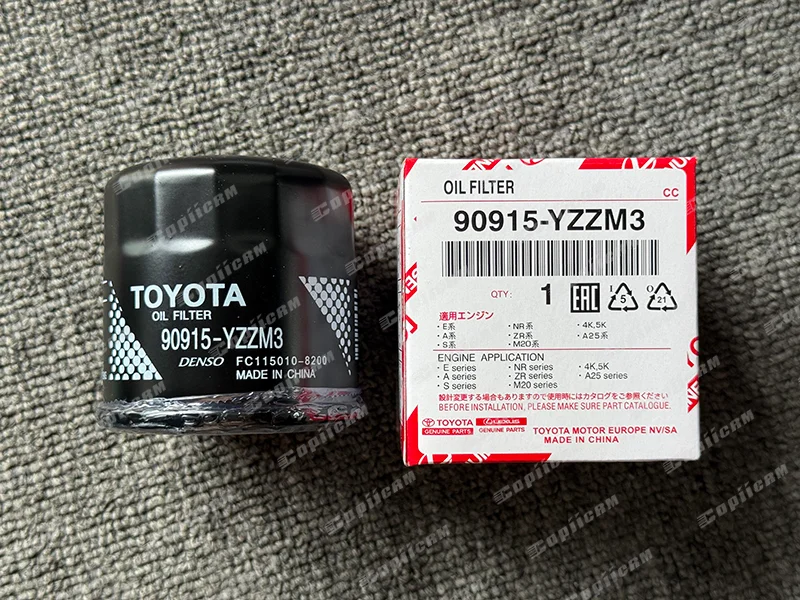 TOYOTA
OIL FILTER
90915-YZZM3
DENSO FC115010-8200
MADE IN CHINA
OIL FILTER
CC
90915-YZZM3
QTY: 1 EAC I 5 O 21
適用エンジン
・E系 ・NR系 ・4K,5K
・A系 ・ZR系 ・A25系
・S系 ・M20系
ENGINE APPLICATION
・E series ・NR series ・4K,5K
・A series ・ZR series ・A25 series
・S series ・M20 series
設計変更する場合もありますので使用時にはカタログをご参照ください
BEFORE INSTALLATION, PLEASE MAKE SURE PART CATALOGUE.
TOYOTA LEXUS
GENUINE PARTS GENUINE PARTS
TOYOTA MOTOR EUROPE NV/SA
MADE IN CHINA
Copiicam